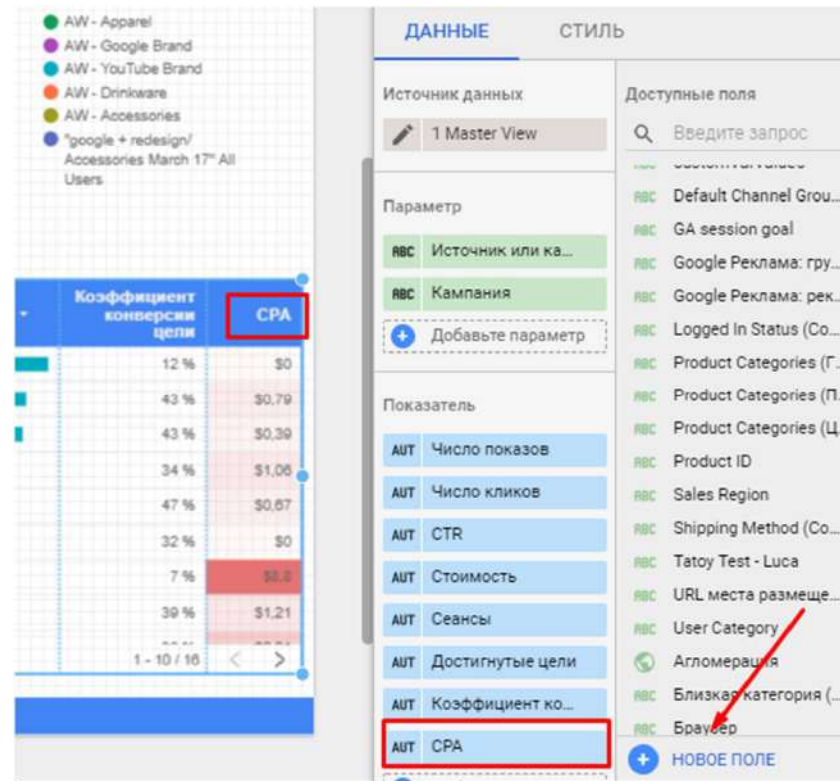 AW - Apparel
AW - Google Brand
AW - YouTube Brand
AW - Drinkware
AW - Accessories
"google + redesign/
Accessories March 17" All
Users
Коэффициент
конверсии
цели
CPA
12 % $0
43 % $0,79
43 % $0,39
34 % $1,06
47 % $0,67
32 % $0
7 %
39 % $1,21
1 - 10 / 16 < >
ДАННЫЕ СТИЛЬ
Источник данных
1 Master View
Параметр
ABC Источник или ка...
ABC Кампания
Добавьте параметр
Показатель
AUT Число показов
AUT Число кликов
AUT CTR
AUT Стоимость
AUT Сеансы
AUT Достигнутые цели
AUT Коэффициент ко...
AUT CPA
Доступные поля
Введите запрос
ABC Default Channel Grou...
ABC GA session goal
ABC Google Реклама: гру...
ABC Google Реклама: рек...
ABC Logged In Status (Co...
ABC Product Categories (Г...
ABC Product Categories (П...
ABC Product Categories (Ц...
ABC Product ID
ABC Sales Region
ABC Shipping Method (Co...
ABC Tatoy Test - Luca
ABC URL места размеще...
ABC User Category
Агломерация
ABC Близкая категория (...
ABC Браузер
НОВОЕ ПОЛЕ